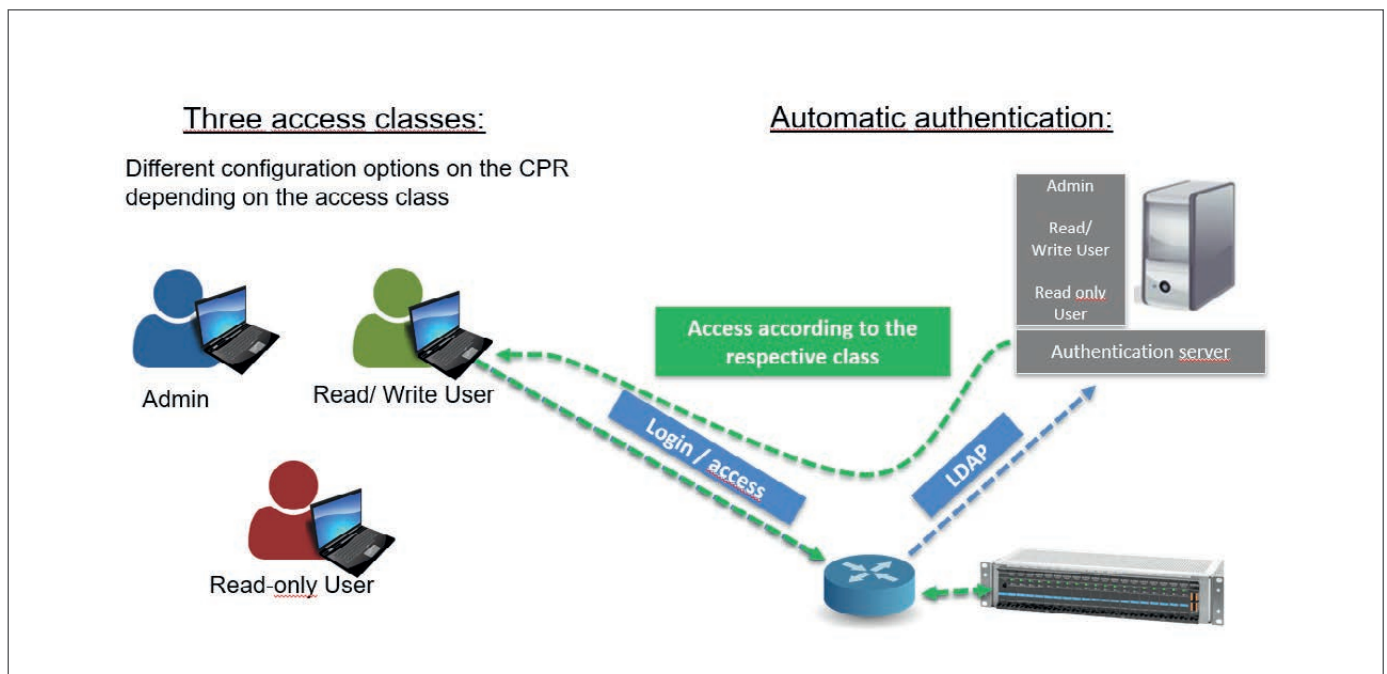 Three access classes:
Different configuration options on the CPR
depending on the access class
Admin
Read/ Write User
Read-only User
Automatic authentication:
Admin
Read/
Write User
Read only
User
Authentication server
Access according to the
respective class
Login / access
LDAP